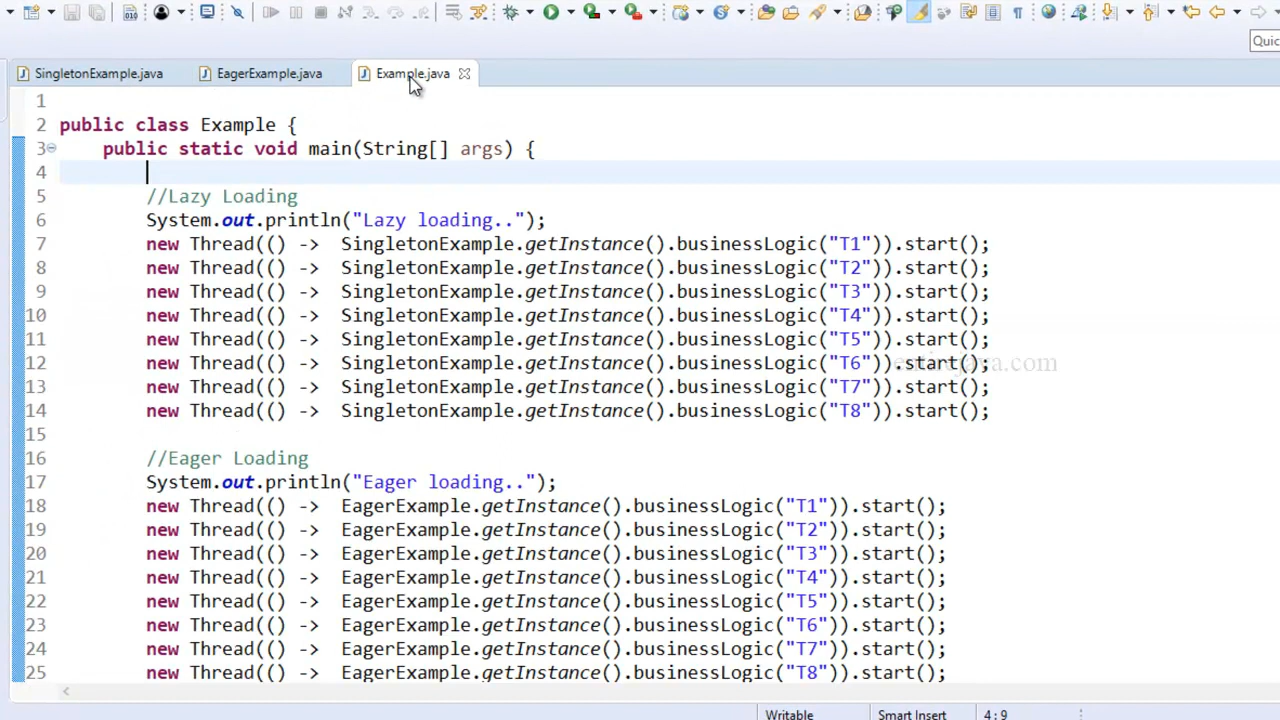 Quic
SingletonExample.java
EagerExample.java
Example.java
1
2 public class Example {
3 public static void main(String[] args) {
4
5 //Lazy Loading
6 System.out.println("Lazy loading..");
7 new Thread(() -> SingletonExample.getInstance().businessLogic("T1")).start();
8 new Thread(() -> SingletonExample.getInstance().businessLogic("T2")).start();
9 new Thread(() -> SingletonExample.getInstance().businessLogic("T3")).start();
10 new Thread(() -> SingletonExample.getInstance().businessLogic("T4")).start();
11 new Thread(() -> SingletonExample.getInstance().businessLogic("T5")).start();
12 new Thread(() -> SingletonExample.getInstance().businessLogic("T6")).start();
entirejava.com
13 new Thread(() -> SingletonExample.getInstance().businessLogic("T7")).start();
14 new Thread(() -> SingletonExample.getInstance().businessLogic("T8")).start();
15
16 //Eager Loading
17 System.out.println("Eager loading..");
18 new Thread(() -> EagerExample.getInstance().businessLogic("T1")).start();
19 new Thread(() -> EagerExample.getInstance().businessLogic("T2")).start();
20 new Thread(() -> EagerExample.getInstance().businessLogic("T3")).start();
21 new Thread(() -> EagerExample.getInstance().businessLogic("T4")).start();
22 new Thread(() -> EagerExample.getInstance().businessLogic("T5")).start();
23 new Thread(() -> EagerExample.getInstance().businessLogic("T6")).start();
24 new Thread(() -> EagerExample.getInstance().businessLogic("T7")).start();
25 new Thread(() -> EagerExample.getInstance().businessLogic("T8")).start();
Writable
Smart Insert
4:9